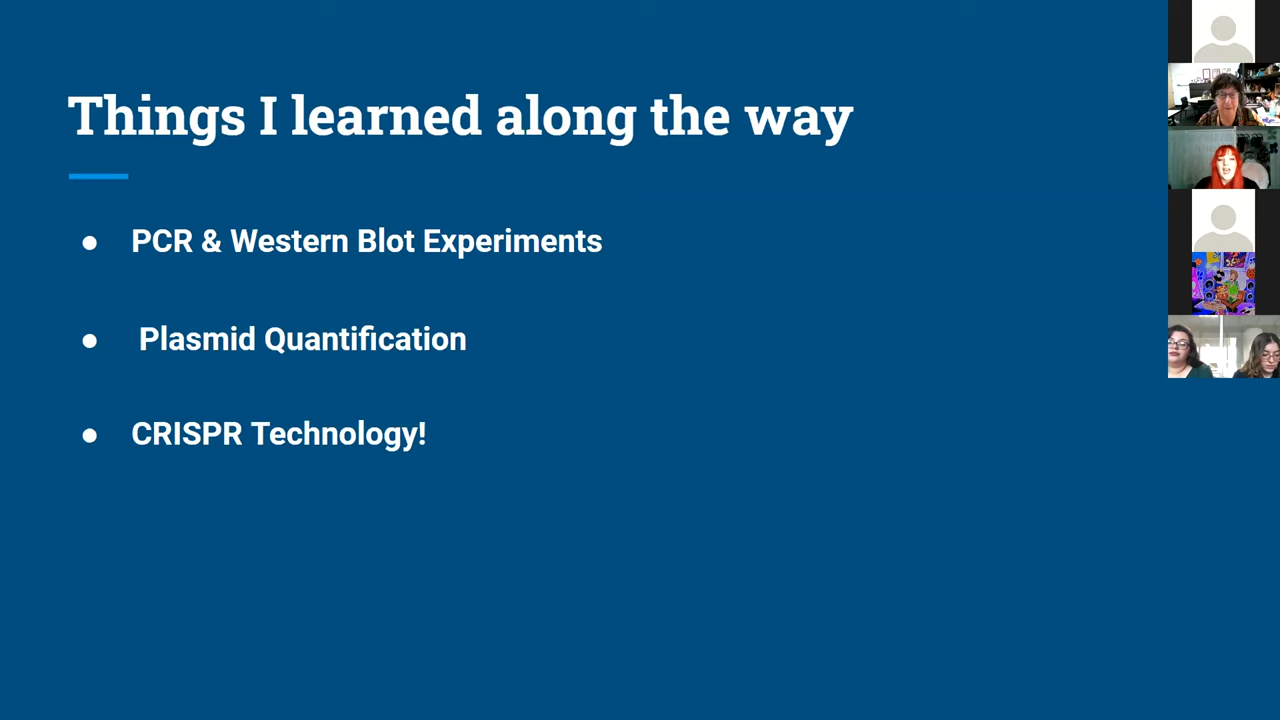 Things I learned along the way
● PCR & Western Blot Experiments
● Plasmid Quantification
● CRISPR Technology!